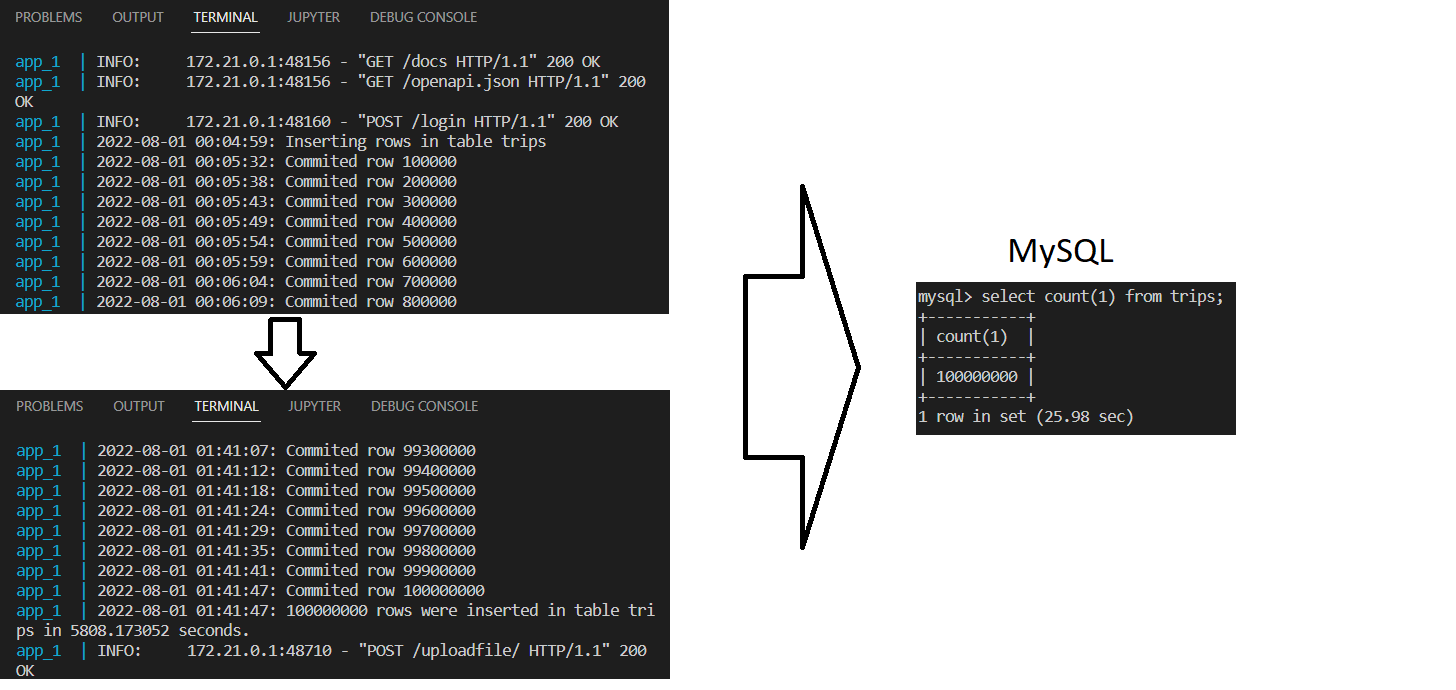 PROBLEMS OUTPUT TERMINAL JUPYTER DEBUG CONSOLE
app_1 | INFO: 172.21.0.1:48156 - "GET /docs HTTP/1.1" 200 OK
app_1 | INFO: 172.21.0.1:48156 - "GET /openapi.json HTTP/1.1" 200
OK
app_1 | INFO: 172.21.0.1:48160 - "POST /login HTTP/1.1" 200 OK
app_1 | 2022-08-01 00:04:59: Inserting rows in table trips
app_1 | 2022-08-01 00:05:32: Commited row 100000
app_1 | 2022-08-01 00:05:38: Commited row 200000
app_1 | 2022-08-01 00:05:43: Commited row 300000
app_1 | 2022-08-01 00:05:49: Commited row 400000
app_1 | 2022-08-01 00:05:54: Commited row 500000
app_1 | 2022-08-01 00:05:59: Commited row 600000
app_1 | 2022-08-01 00:06:04: Commited row 700000
app_1 | 2022-08-01 00:06:09: Commited row 800000
PROBLEMS OUTPUT TERMINAL JUPYTER DEBUG CONSOLE
app_1 | 2022-08-01 01:41:07: Commited row 99300000
app_1 | 2022-08-01 01:41:12: Commited row 99400000
app_1 | 2022-08-01 01:41:18: Commited row 99500000
app_1 | 2022-08-01 01:41:24: Commited row 99600000
app_1 | 2022-08-01 01:41:29: Commited row 99700000
app_1 | 2022-08-01 01:41:35: Commited row 99800000
app_1 | 2022-08-01 01:41:41: Commited row 99900000
app_1 | 2022-08-01 01:41:47: Commited row 100000000
app_1 | 2022-08-01 01:41:47: 100000000 rows were inserted in table tri
ps in 5808.173052 seconds.
app_1 | INFO: 172.21.0.1:48710 - "POST /uploadfile/ HTTP/1.1" 200
OK
MySQL
mysql> select count(1) from trips;
+-----------+
| count(1) |
+-----------+
| 100000000 |
+-----------+
1 row in set (25.98 sec)